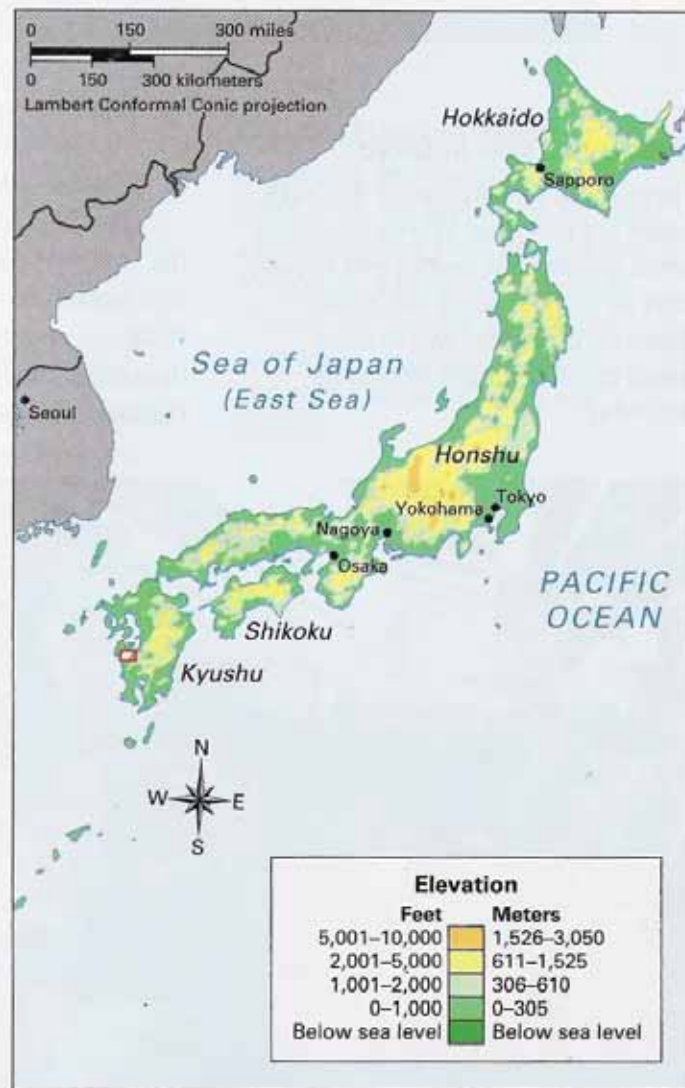 0 150 300 miles
0 150 300 kilometers
Lambert Conformal Conic projection
Hokkaido
Sapporo
Sea of Japan
(East Sea)
Seoul
Honshu
Tokyo
Yokohama
Nagoya
Osaka
PACIFIC
OCEAN
Shikoku
Kyushu
N
W E
S
Elevation
Feet Meters
5,001–10,000 1,526–3,050
2,001–5,000 611–1,525
1,001–2,000 306–610
0–1,000 0–305
Below sea level Below sea level